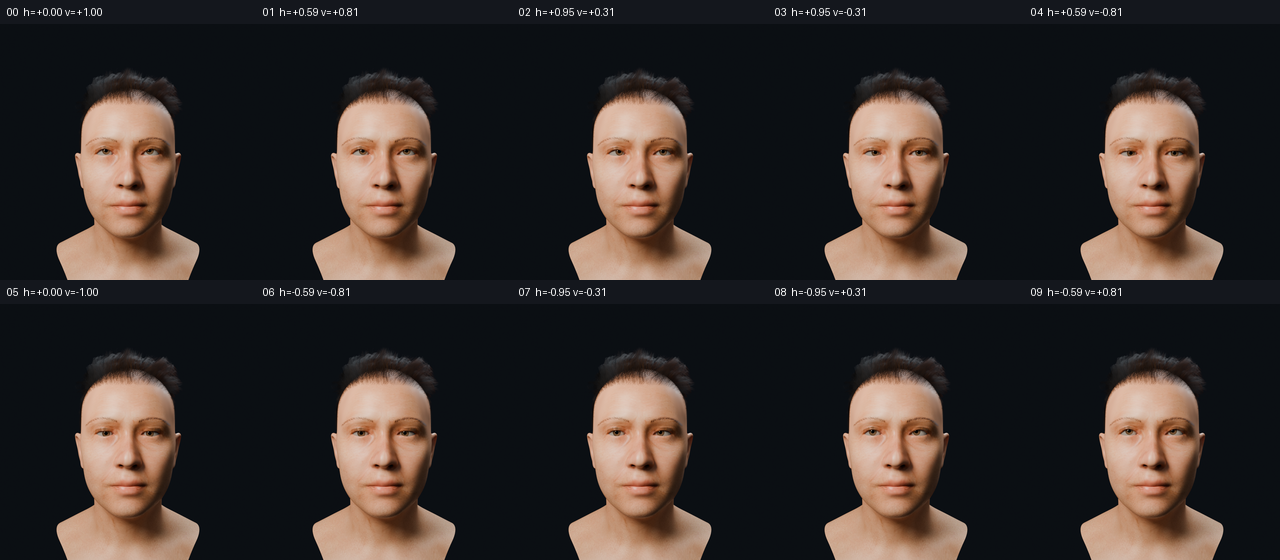 00 h=+0.00 v=+1.00
01 h=+0.59 v=+0.81
02 h=+0.95 v=+0.31
03 h=+0.95 v=-0.31
04 h=+0.59 v=-0.81
05 h=+0.00 v=-1.00
06 h=-0.59 v=-0.81
07 h=-0.95 v=-0.31
08 h=-0.95 v=+0.31
09 h=-0.59 v=+0.81